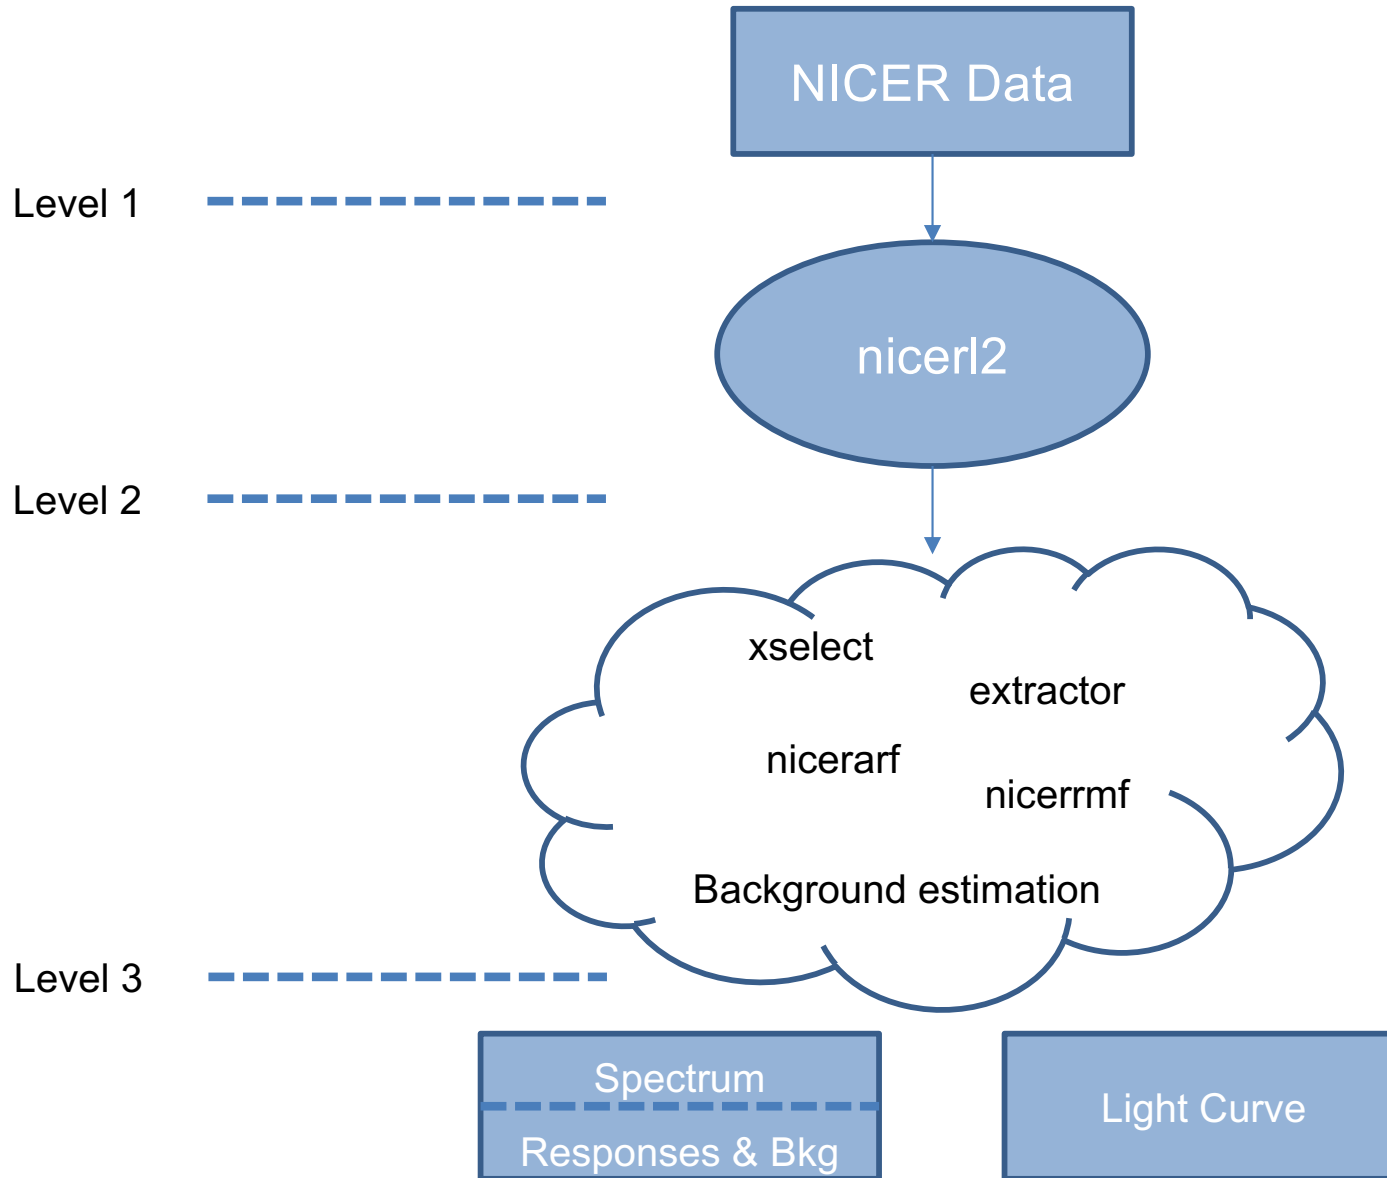 NICER Data
Level 1
nicerl2
Level 2
xselect
extractor
nicerarf
nicerrmf
Background estimation
Level 3
Spectrum
Responses & Bkg
Light Curve